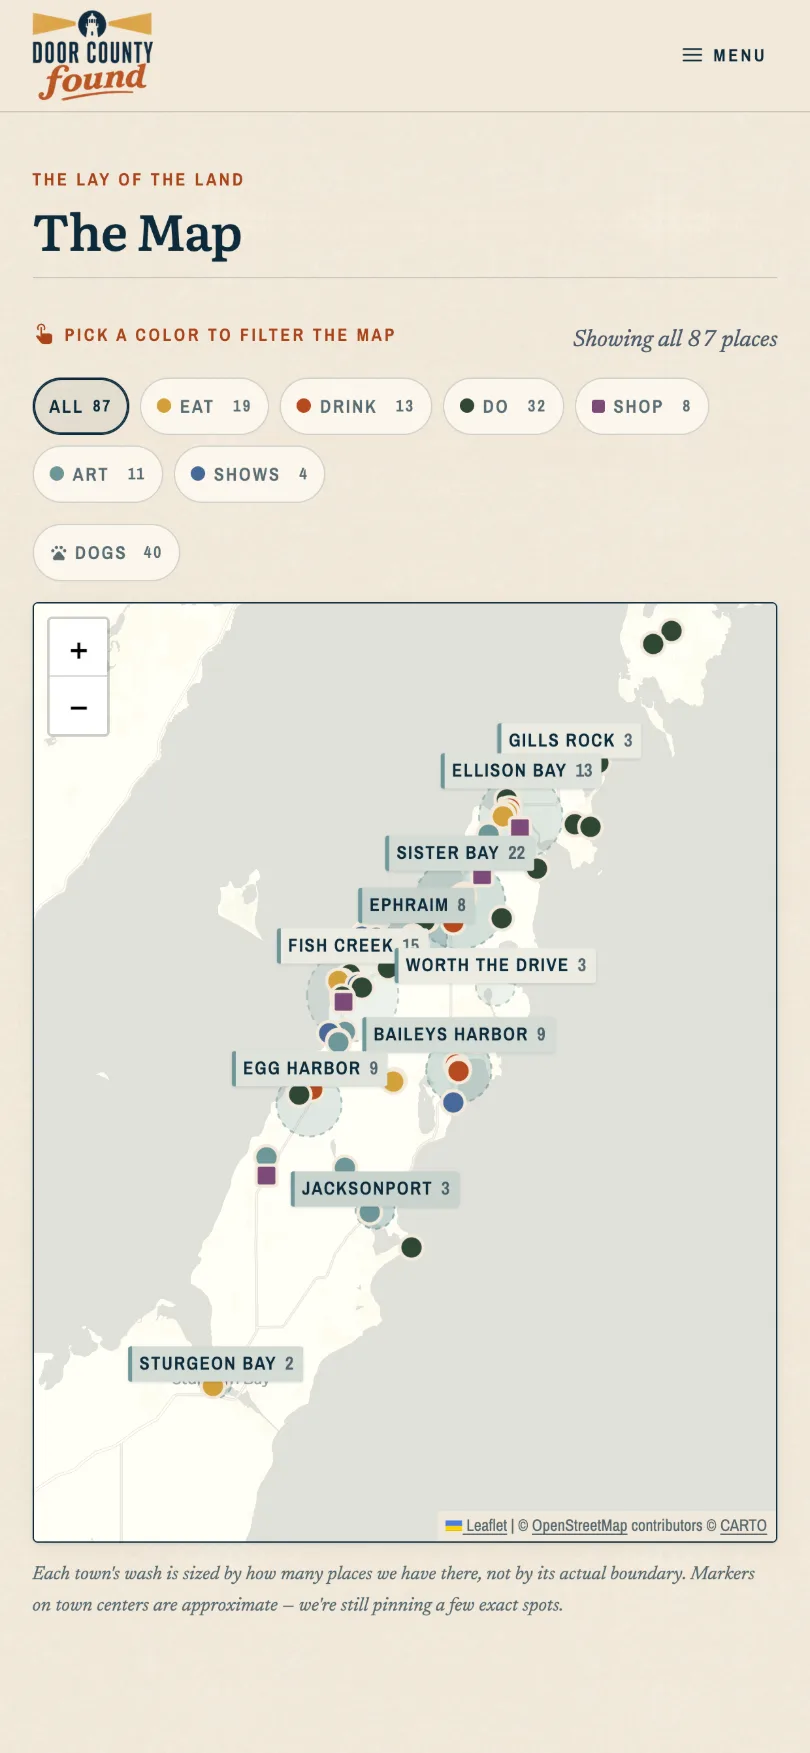 DOOR COUNTY
found
MENU
THE LAY OF THE LAND
The Map
PICK A COLOR TO FILTER THE MAP
Showing all 87 places
ALL 87
EAT 19
DRINK 13
DO 32
SHOP 8
ART 11
SHOWS 4
DOGS 40
+
−
GILLS ROCK 3
ELLISON BAY 13
SISTER BAY 22
EPHRAIM 8
FISH CREEK 15
WORTH THE DRIVE 3
BAILEYS HARBOR 9
EGG HARBOR 9
JACKSONPORT 3
STURGEON BAY 2
Leaflet | © OpenStreetMap contributors © CARTO
Each town's wash is sized by how many places we have there, not by its actual boundary. Markers
on town centers are approximate — we're still pinning a few exact spots.